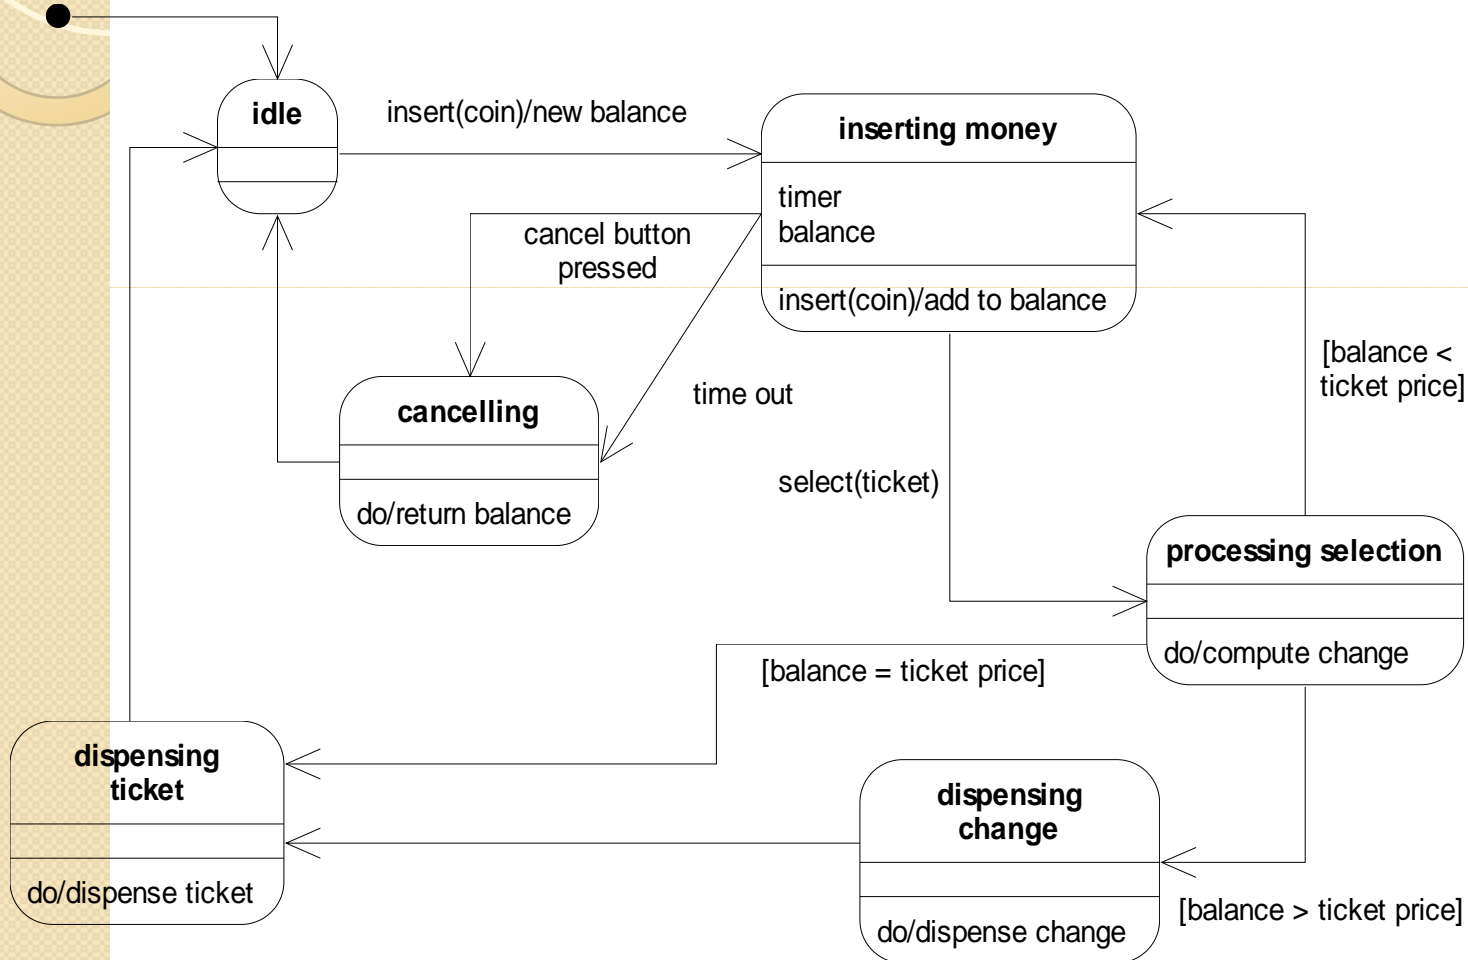 idle
insert(coin)/new balance
inserting money
timer
balance
insert(coin)/add to balance
cancel button
pressed
time out
cancelling
do/return balance
select(ticket)
[balance <
ticket price]
processing selection
do/compute change
[balance = ticket price]
dispensing
ticket
do/dispense ticket
dispensing
change
do/dispense change
[balance > ticket price]